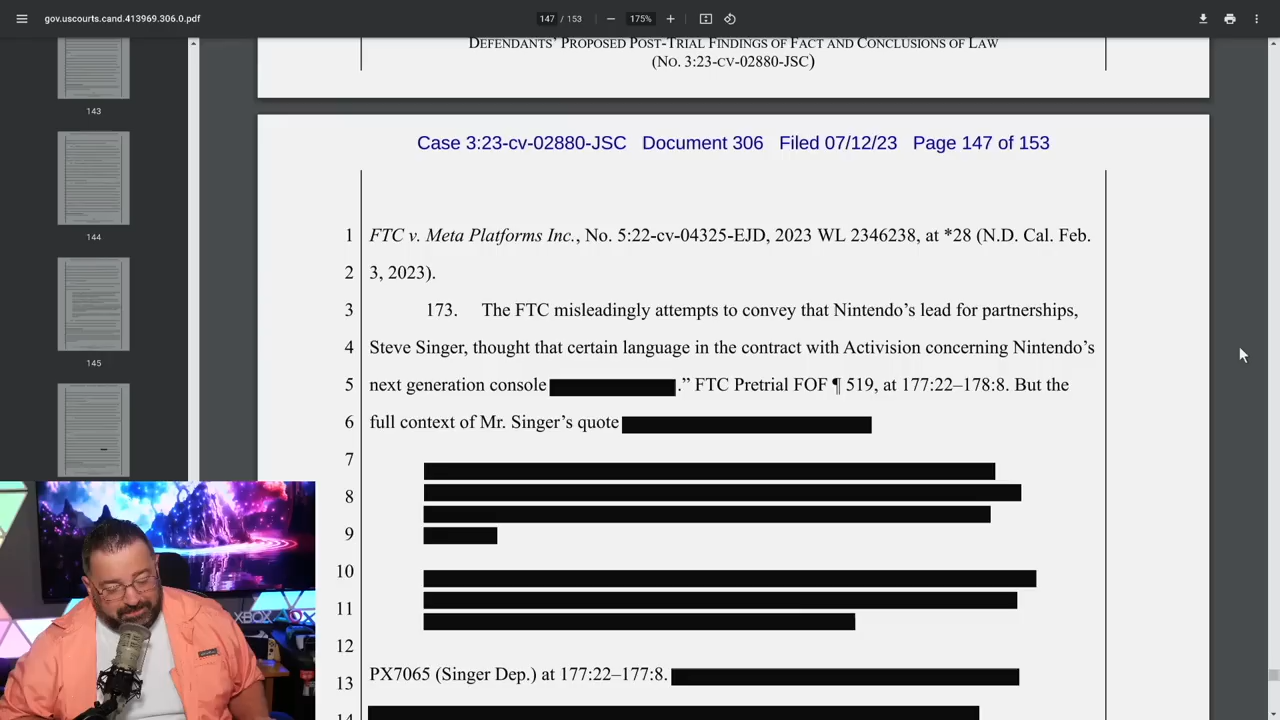 gov.uscourts.cand.413969.306.0.pdf
147 / 153
175%
143
144
145
DEFENDANTS' PROPOSED POST-TRIAL FINDINGS OF FACT AND CONCLUSIONS OF LAW
(NO. 3:23-CV-02880-JSC)
Case 3:23-cv-02880-JSC Document 306 Filed 07/12/23 Page 147 of 153
1 FTC v. Meta Platforms Inc., No. 5:22-cv-04325-EJD, 2023 WL 2346238, at *28 (N.D. Cal. Feb.
2 3, 2023).
3 173. The FTC misleadingly attempts to convey that Nintendo's lead for partnerships,
4 Steve Singer, thought that certain language in the contract with Activision concerning Nintendo's
5 next generation console .” FTC Pretrial FOF ¶ 519, at 177:22–178:8. But the
6 full context of Mr. Singer's quote
7
8
9
10
11
12
13 PX7065 (Singer Dep.) at 177:22–177:8.
14
XBOX